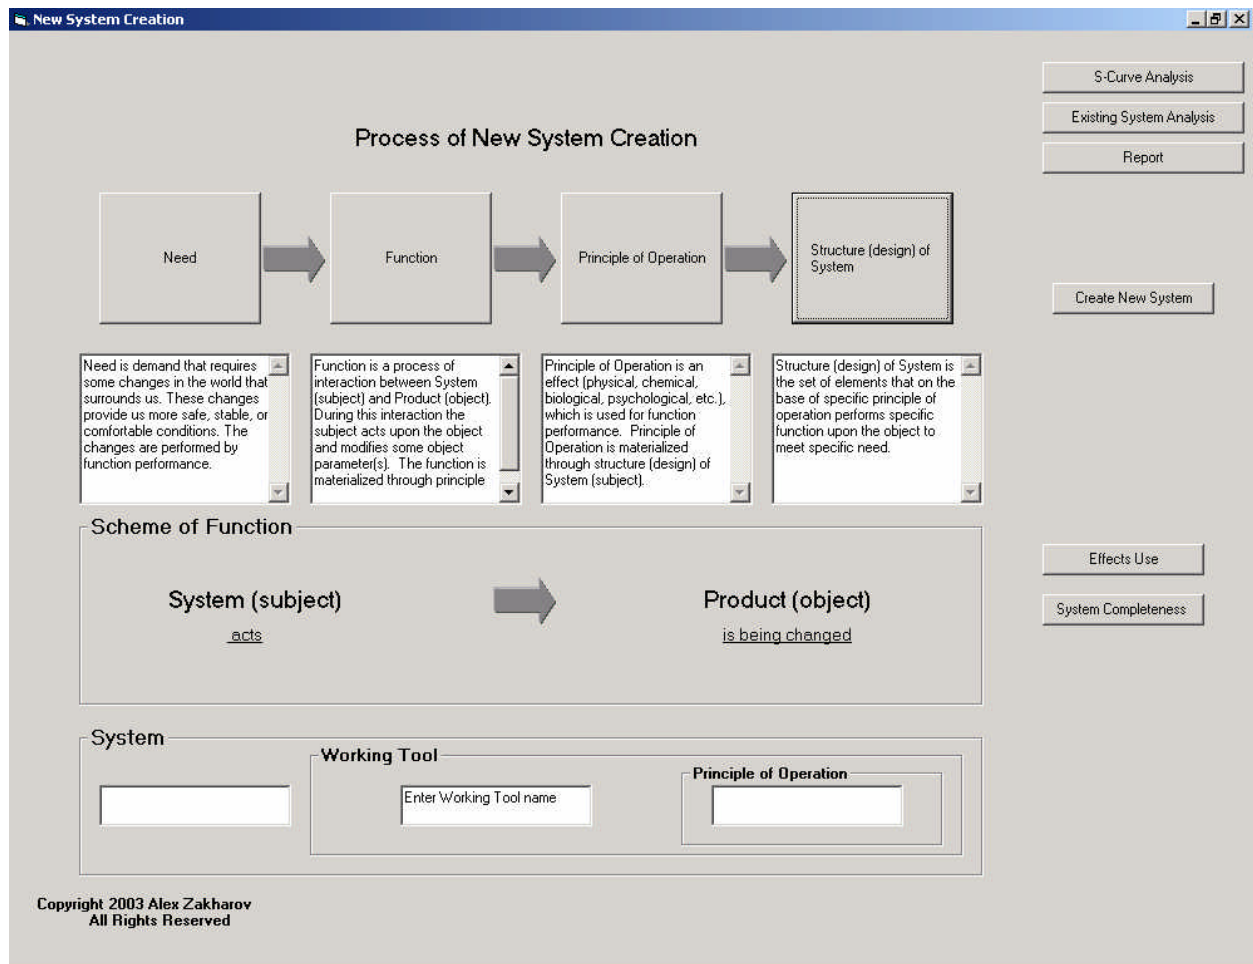 New System Creation
S-Curve Analysis
Existing System Analysis
Report
Process of New System Creation
Need
Function
Principle of Operation
Structure (design) of
System
Create New System
Need is demand that requires
some changes in the world that
surrounds us. These changes
provide us more safe, stable, or
comfortable conditions. The
changes are performed by
function performance.
Function is a process of
interaction between System
(subject) and Product (object).
During this interaction the
subject acts upon the object
and modifies some object
parameter(s).  The function is
materialized through principle
Principle of Operation is an
effect (physical, chemical,
biological, psychological, etc.),
which is used for function
performance.  Principle of
Operation is materialized
through structure (design) of
System (subject).
Structure (design) of System is
the set of elements that on the
base of specific principle of
operation performs specific
function upon the object to
meet specific need.
Scheme of Function
System (subject)
acts
Product (object)
is being changed
Effects Use
System Completeness
System
Working Tool
Enter Working Tool name
Principle of Operation
Copyright 2003 Alex Zakharov
All Rights Reserved